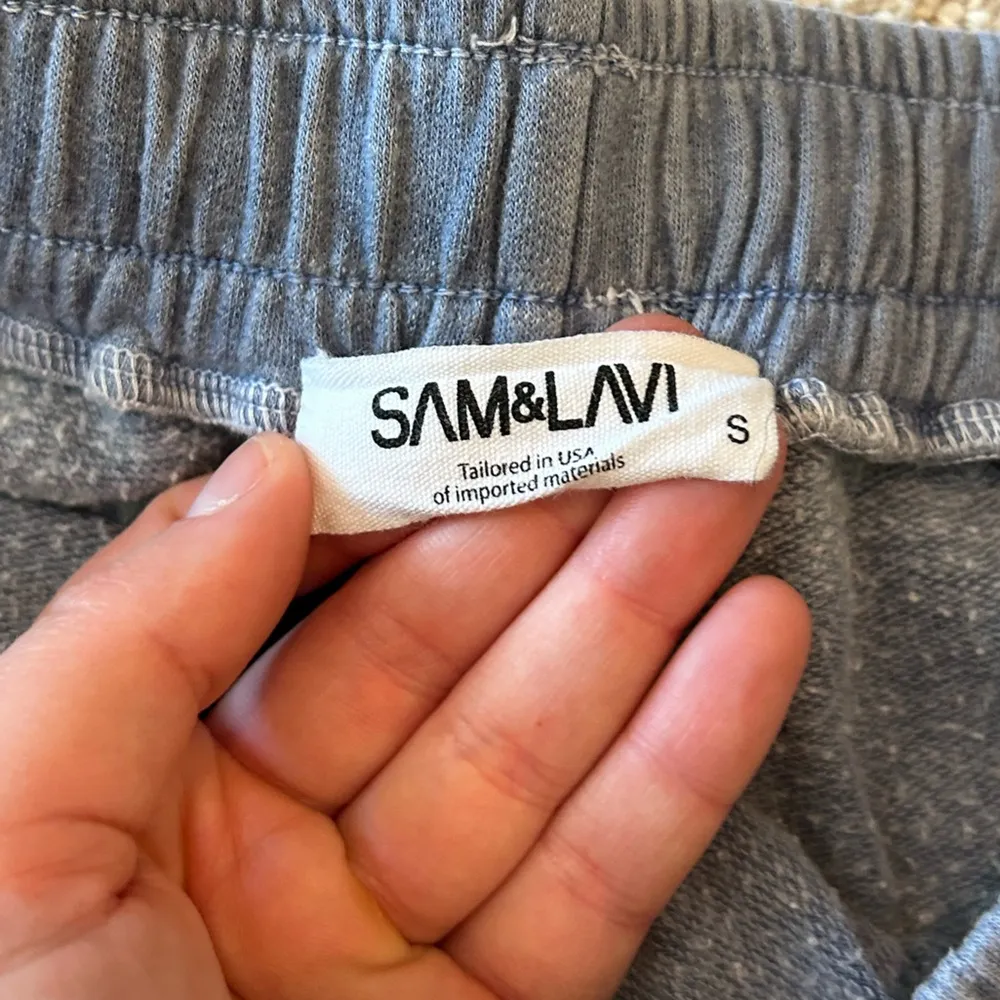 SAM&LAVI
S
Tailored in USA
of imported materials